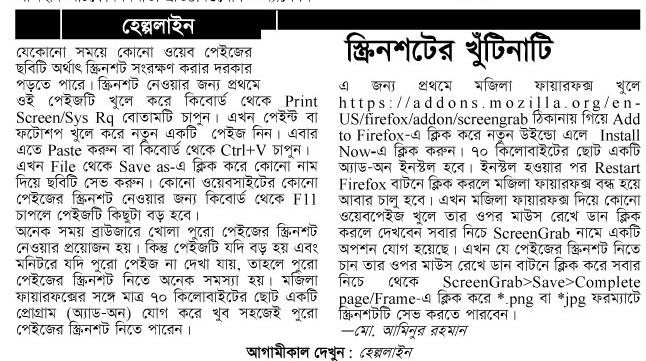 হেল্পলাইন
স্ক্রিনশটের খুঁটিনাটি
যেকোনো সময়ে কোনো ওয়েব পেইজের
ছবিটি অর্থাৎ স্ক্রিনশট সংরক্ষণ করার দরকার
পড়তে পারে। স্ক্রিনশট নেওয়ার জন্য প্রথমে
ওই পেইজটি খুলে করে কিবোর্ড থেকে Print
Screen/Sys Rq বোতামটি চাপুন। এখন পেইন্ট বা
ফটোশপ খুলে করে নতুন একটি পেইজ নিন। এবার
এতে Paste করুন বা কিবোর্ড থেকে Ctrl+V চাপুন।
এখন File থেকে Save as-এ ক্লিক করে কোনো নাম
দিয়ে ছবিটি সেভ করুন। কোনো ওয়েবসাইটের কোনো
পেইজের স্ক্রিনশট নেওয়ার জন্য কিবোর্ড থেকে F11
চাপলে পেইজটি কিছুটা বড় হবে।
অনেক সময় ব্রাউজারে খোলা পুরো পেইজের স্ক্রিনশট
নেওয়ার প্রয়োজন হয়। কিন্তু পেইজটি যদি বড় হয় এবং
মনিটরে যদি পুরো পেইজ না দেখা যায়, তাহলে পুরো
পেইজের স্ক্রিনশট নিতে অনেক সমস্যা হয়। মজিলা
ফায়ারফক্সের সঙ্গে মাত্র ৭০ কিলোবাইটের ছোট একটি
প্রোগ্রাম (অ্যাড-অন) যোগ করে খুব সহজেই পুরো
পেইজের স্ক্রিনশট নিতে পারেন।
এ জন্য প্রথমে মজিলা ফায়ারফক্স খুলে
https://addons.mozilla.org/en-
US/firefox/addon/screengrab ঠিকানায় গিয়ে Add
to Firefox-এ ক্লিক করে নতুন উইন্ডো এলে Install
Now-এ ক্লিক করুন। ৭০ কিলোবাইটের ছোট একটি
অ্যাড-অন ইনস্টল হবে। ইনস্টল হওয়ার পর Restart
Firefox বাটনে ক্লিক করলে মজিলা ফায়ারফক্স বন্ধ হয়ে
আবার চালু হবে। এখন মজিলা ফায়ারফক্স দিয়ে কোনো
ওয়েবপেইজ খুলে তার ওপর মাউস রেখে ডান ক্লিক
করলে দেখবেন সবার নিচে ScreenGrab নামে একটি
অপশন যোগ হয়েছে। এখন যে পেইজের স্ক্রিনশট নিতে
চান তার ওপর মাউস রেখে ডান বাটনে ক্লিক করে সবার
নিচে থেকে ScreenGrab>Save>Complete
page/Frame-এ ক্লিক করে *.png বা *jpg ফরম্যাটে
স্ক্রিনশটটি সেভ করতে পারবেন।
—মো. আমিনুর রহমান
আগামীকাল দেখুন : হেল্পলাইন